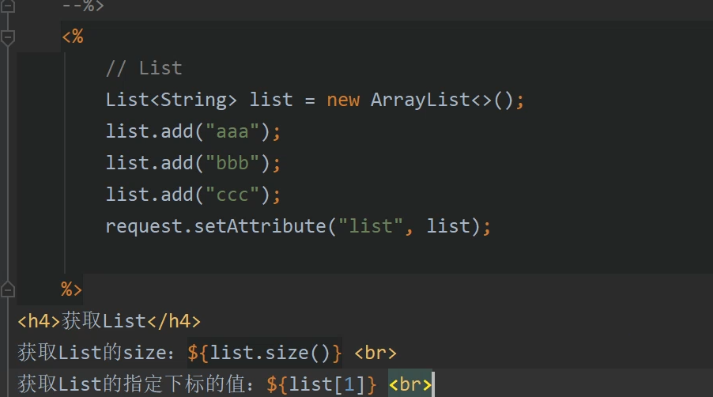 --%>
<%
// List
List<String> list = new ArrayList<>();
list.add("aaa");
list.add("bbb");
list.add("ccc");
request.setAttribute("list", list);
%>
<h4>获取List</h4>
获取List的size：${list.size()} <br>
获取List的指定下标的值：${list[1]} <br>